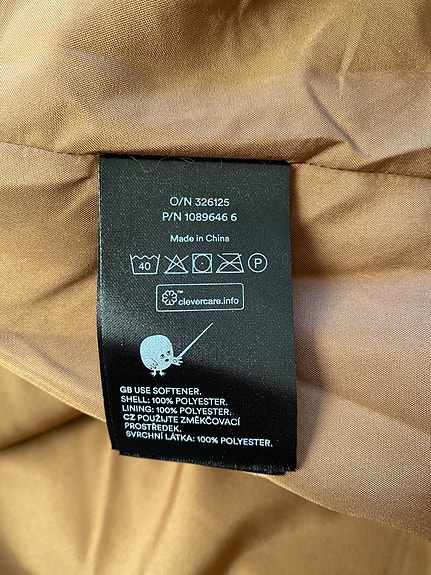 O/N 326125
P/N 1089646 6
Made in China
40 P
™ clevercare.info
GB USE SOFTENER.
SHELL: 100% POLYESTER.
LINING: 100% POLYESTER.
CZ POUŽIJTE ZMĚKČOVACÍ
PROSTŘEDEK.
SVRCHNÍ LÁTKA: 100% POLYESTER.